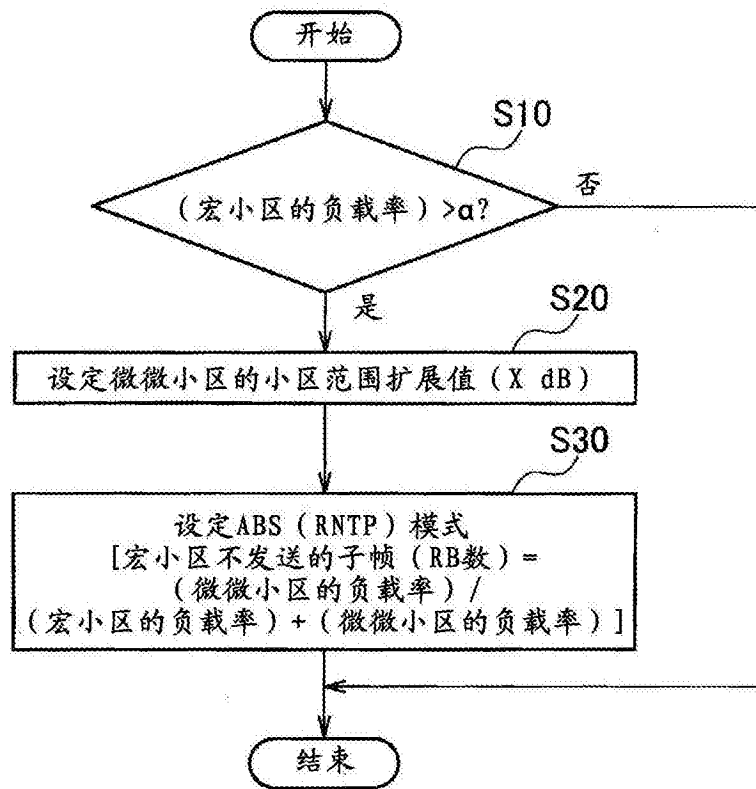 开始
S10
(宏小区的负载率)>α?
否
是
S20
设定微微小区的小区范围扩展值(X dB)
S30
设定ABS(RNTP)模式
[宏小区不发送的子帧(RB数)=
(微微小区的负载率)/
(宏小区的负载率)+(微微小区的负载率)]
结束